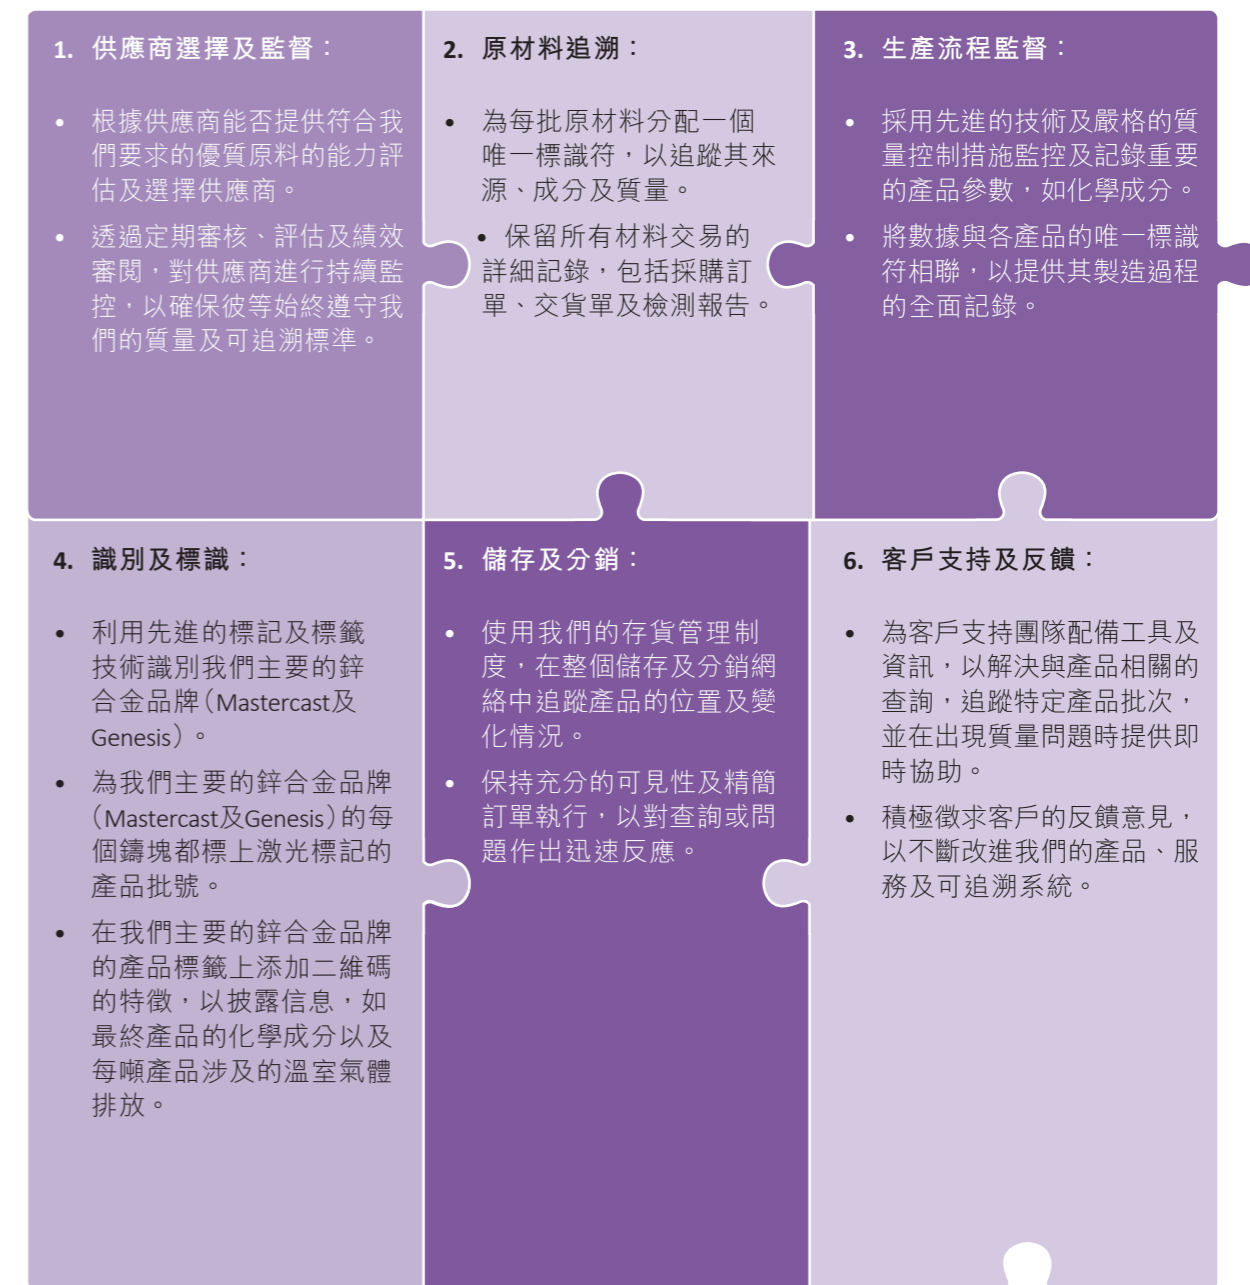 1. 供應商選擇及監督：
• 根據供應商能否提供符合我
們要求的優質原料的能力評
估及選擇供應商。
• 透過定期審核、評估及績效
審閱，對供應商進行持續監
控，以確保彼等始終遵守我
們的質量及可追溯標準。
2. 原材料追溯：
• 為每批原材料分配一個
唯一標識符，以追蹤其來
源、成分及質量。
• 保留所有材料交易的
詳細記錄，包括採購訂
單、交貨單及檢測報告。
3. 生產流程監督：
• 採用先進的技術及嚴格的質
量控制措施監控及記錄重要
的產品參數，如化學成分。
• 將數據與各產品的唯一標識
符相聯，以提供其製造過程
的全面記錄。
4. 識別及標識：
• 利用先進的標記及標籤
技術識別我們主要的鋅
合金品牌（Mastercast及
Genesis）。
• 為我們主要的鋅合金品牌
（Mastercast及Genesis）的每
個鑄塊都標上激光標記的
產品批號。
• 在我們主要的鋅合金品牌
的產品標籤上添加二維碼
的特徵，以披露信息，如
最終產品的化學成分以及
每噸產品涉及的溫室氣體
排放。
5. 儲存及分銷：
• 使用我們的存貨管理制
度，在整個儲存及分銷網
絡中追蹤產品的位置及變
化情況。
• 保持充分的可見性及精簡
訂單執行，以對查詢或問
題作出迅速反應。
6. 客戶支持及反饋：
• 為客戶支持團隊配備工具及
資訊，以解決與產品相關的
查詢，追蹤特定產品批次，
並在出現質量問題時提供即
時協助。
• 積極徵求客戶的反饋意見，
以不斷改進我們的產品、服
務及可追溯系統。